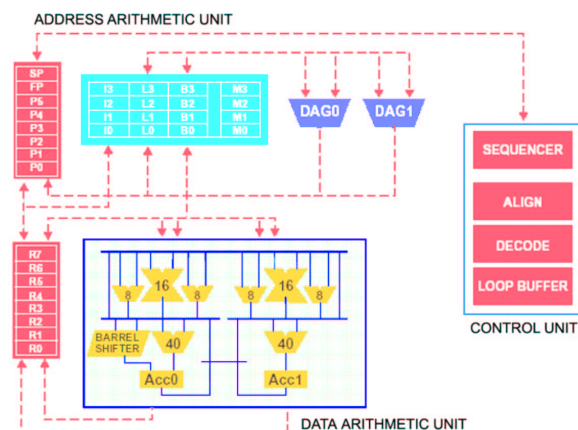 ADDRESS ARITHMETIC UNIT
SP
FP
P5
P4
P3
P2
P1
P0
I3 L3 B3 M3
I2 L2 B2 M2
I1 L1 B1 M1
I0 L0 B0 M0
DAG0 DAG1
SEQUENCER
ALIGN
DECODE
LOOP BUFFER
CONTROL UNIT
R7
R6
R5
R4
R3
R2
R1
R0
8 16 8 8 16 8
BARREL
SHIFTER
40 40
Acc0 Acc1
DATA ARITHMETIC UNIT